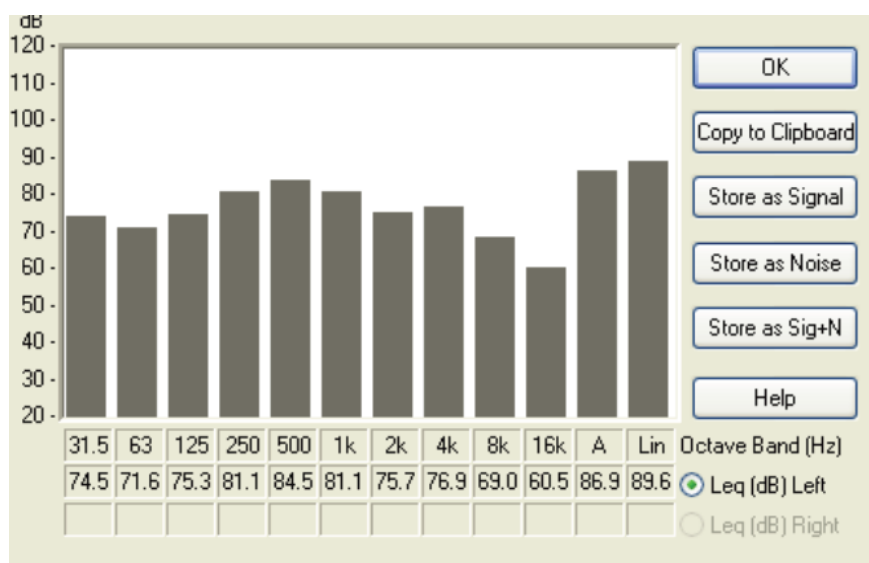 dB
120
110
100
90
80
70
60
50
40
30
20
OK
Copy to Clipboard
Store as Signal
Store as Noise
Store as Sig+N
Help
31.5 63 125 250 500 1k 2k 4k 8k 16k A Lin Octave Band (Hz)
74.5 71.6 75.3 81.1 84.5 81.1 75.7 76.9 69.0 60.5 86.9 89.6 Leq (dB) Left
Leq (dB) Right